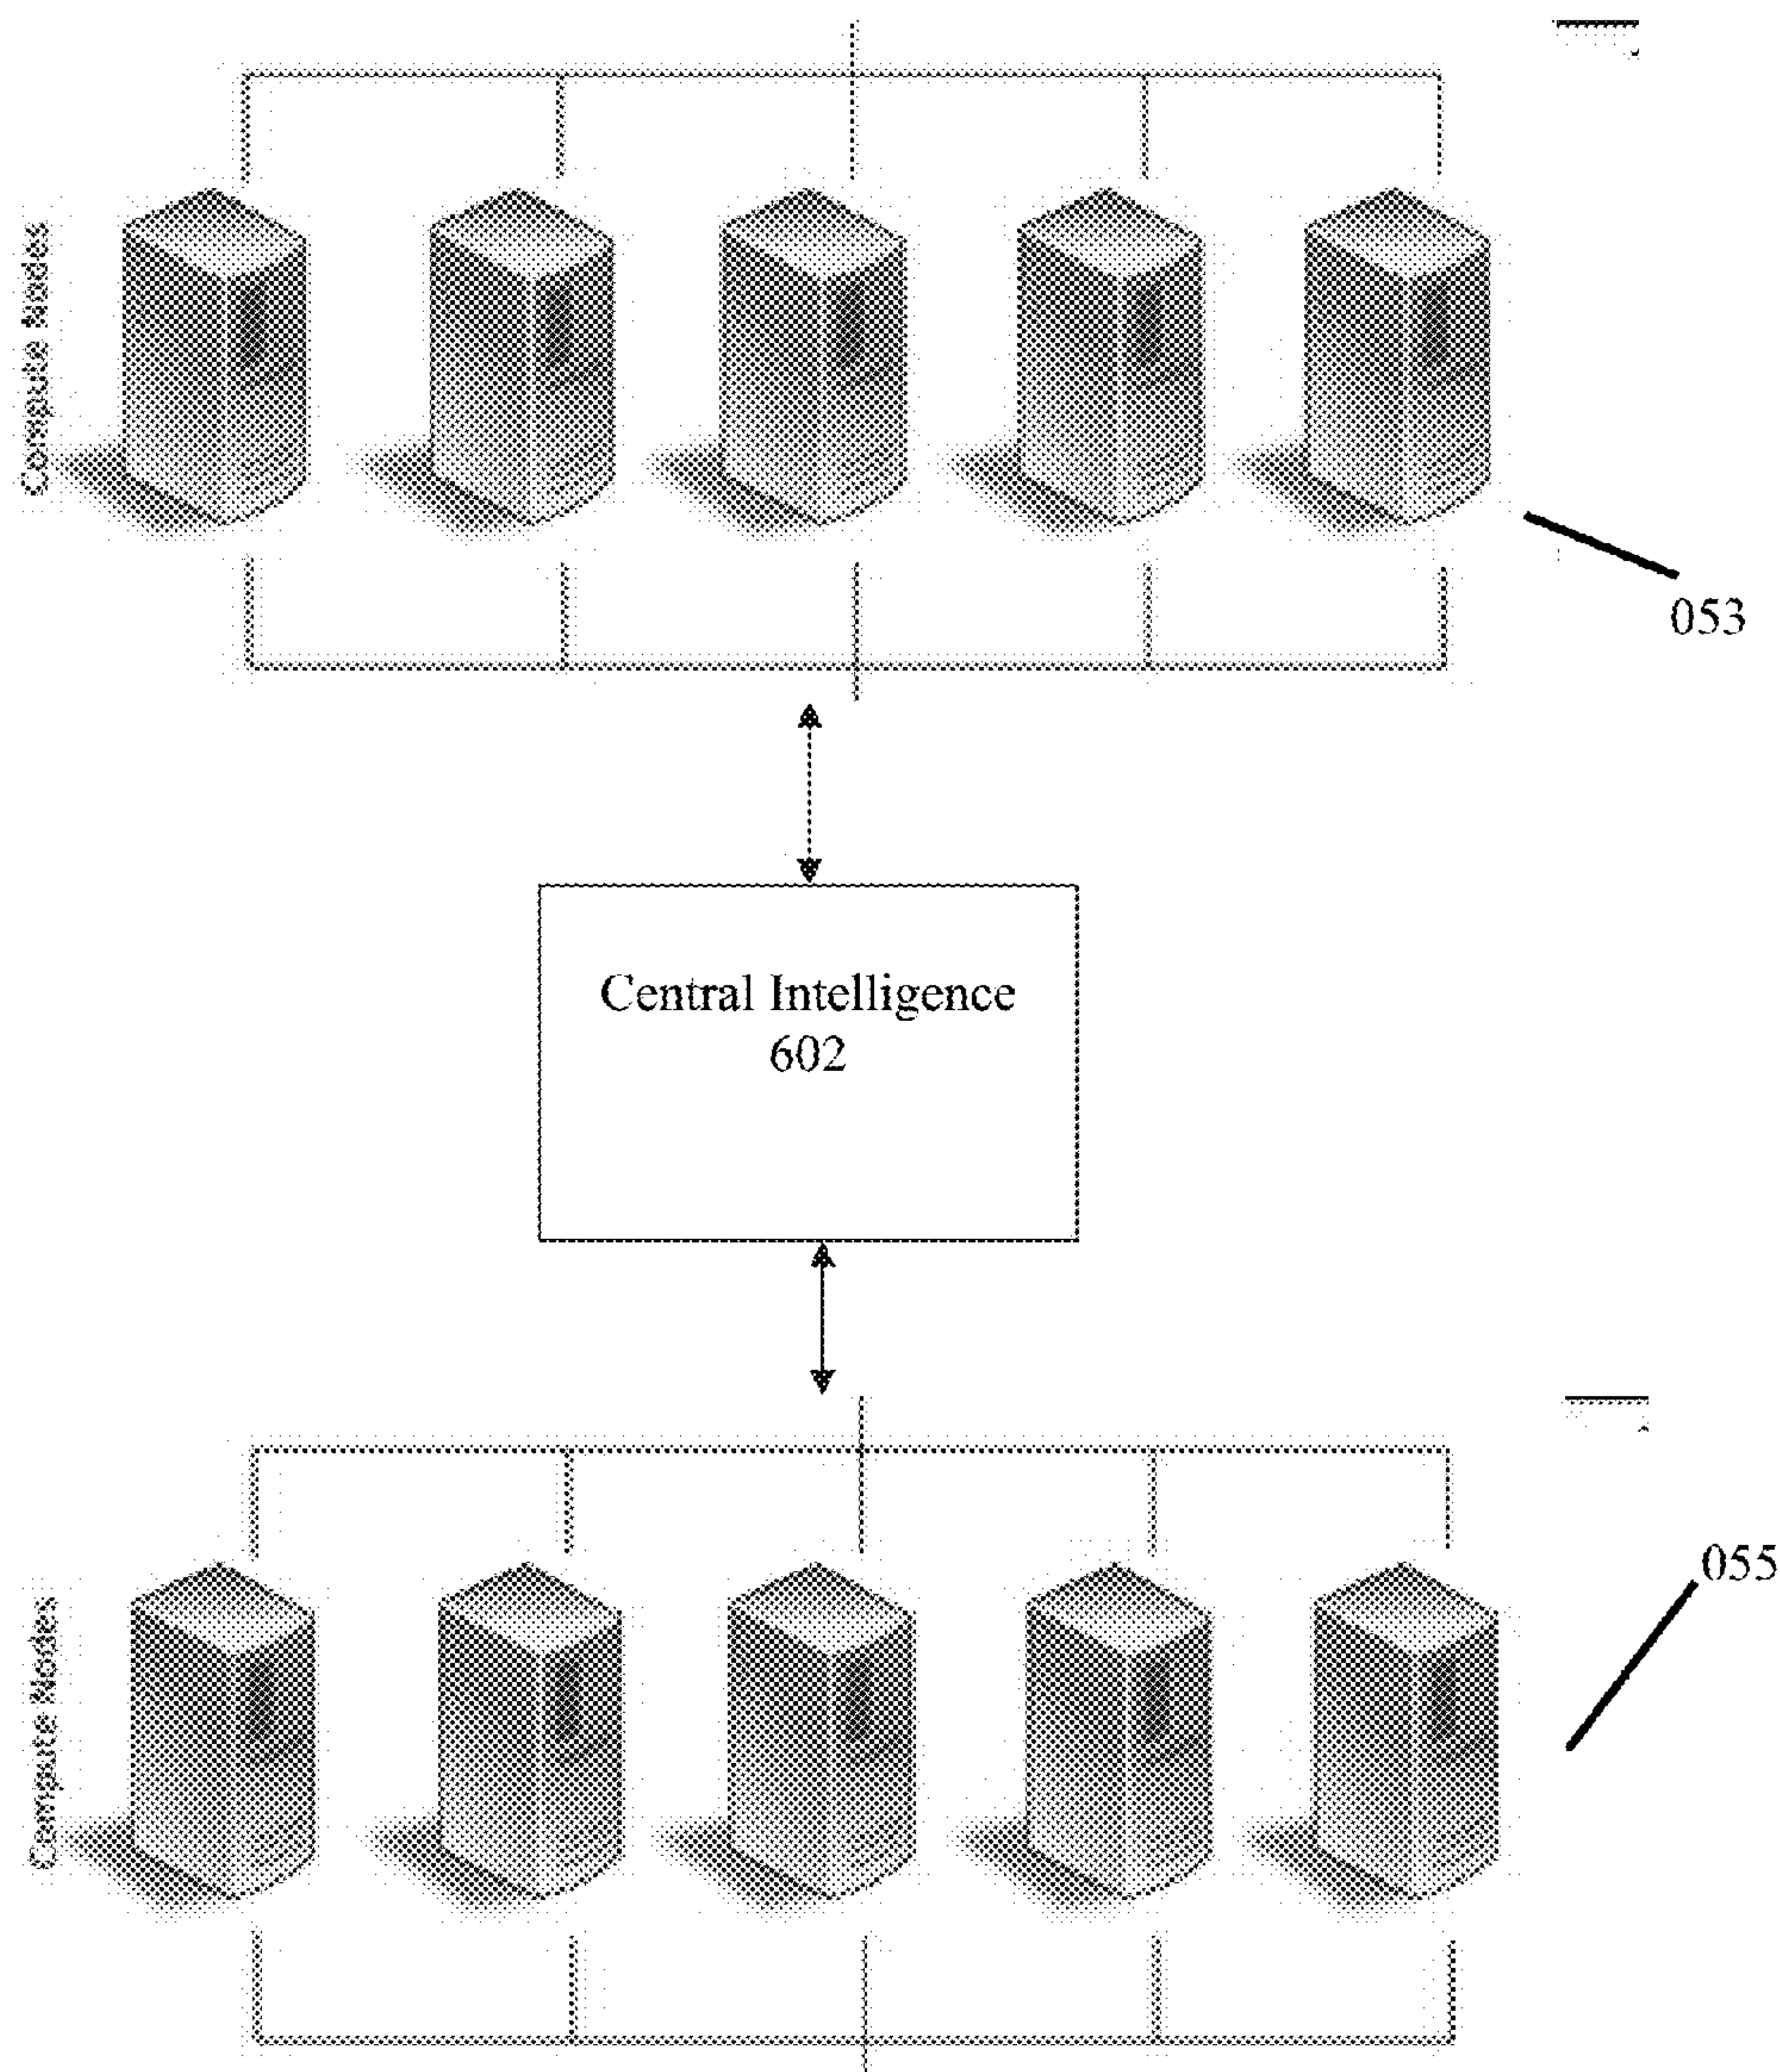 Compute Nodes
053
Central Intelligence
602
055
Compute Nodes